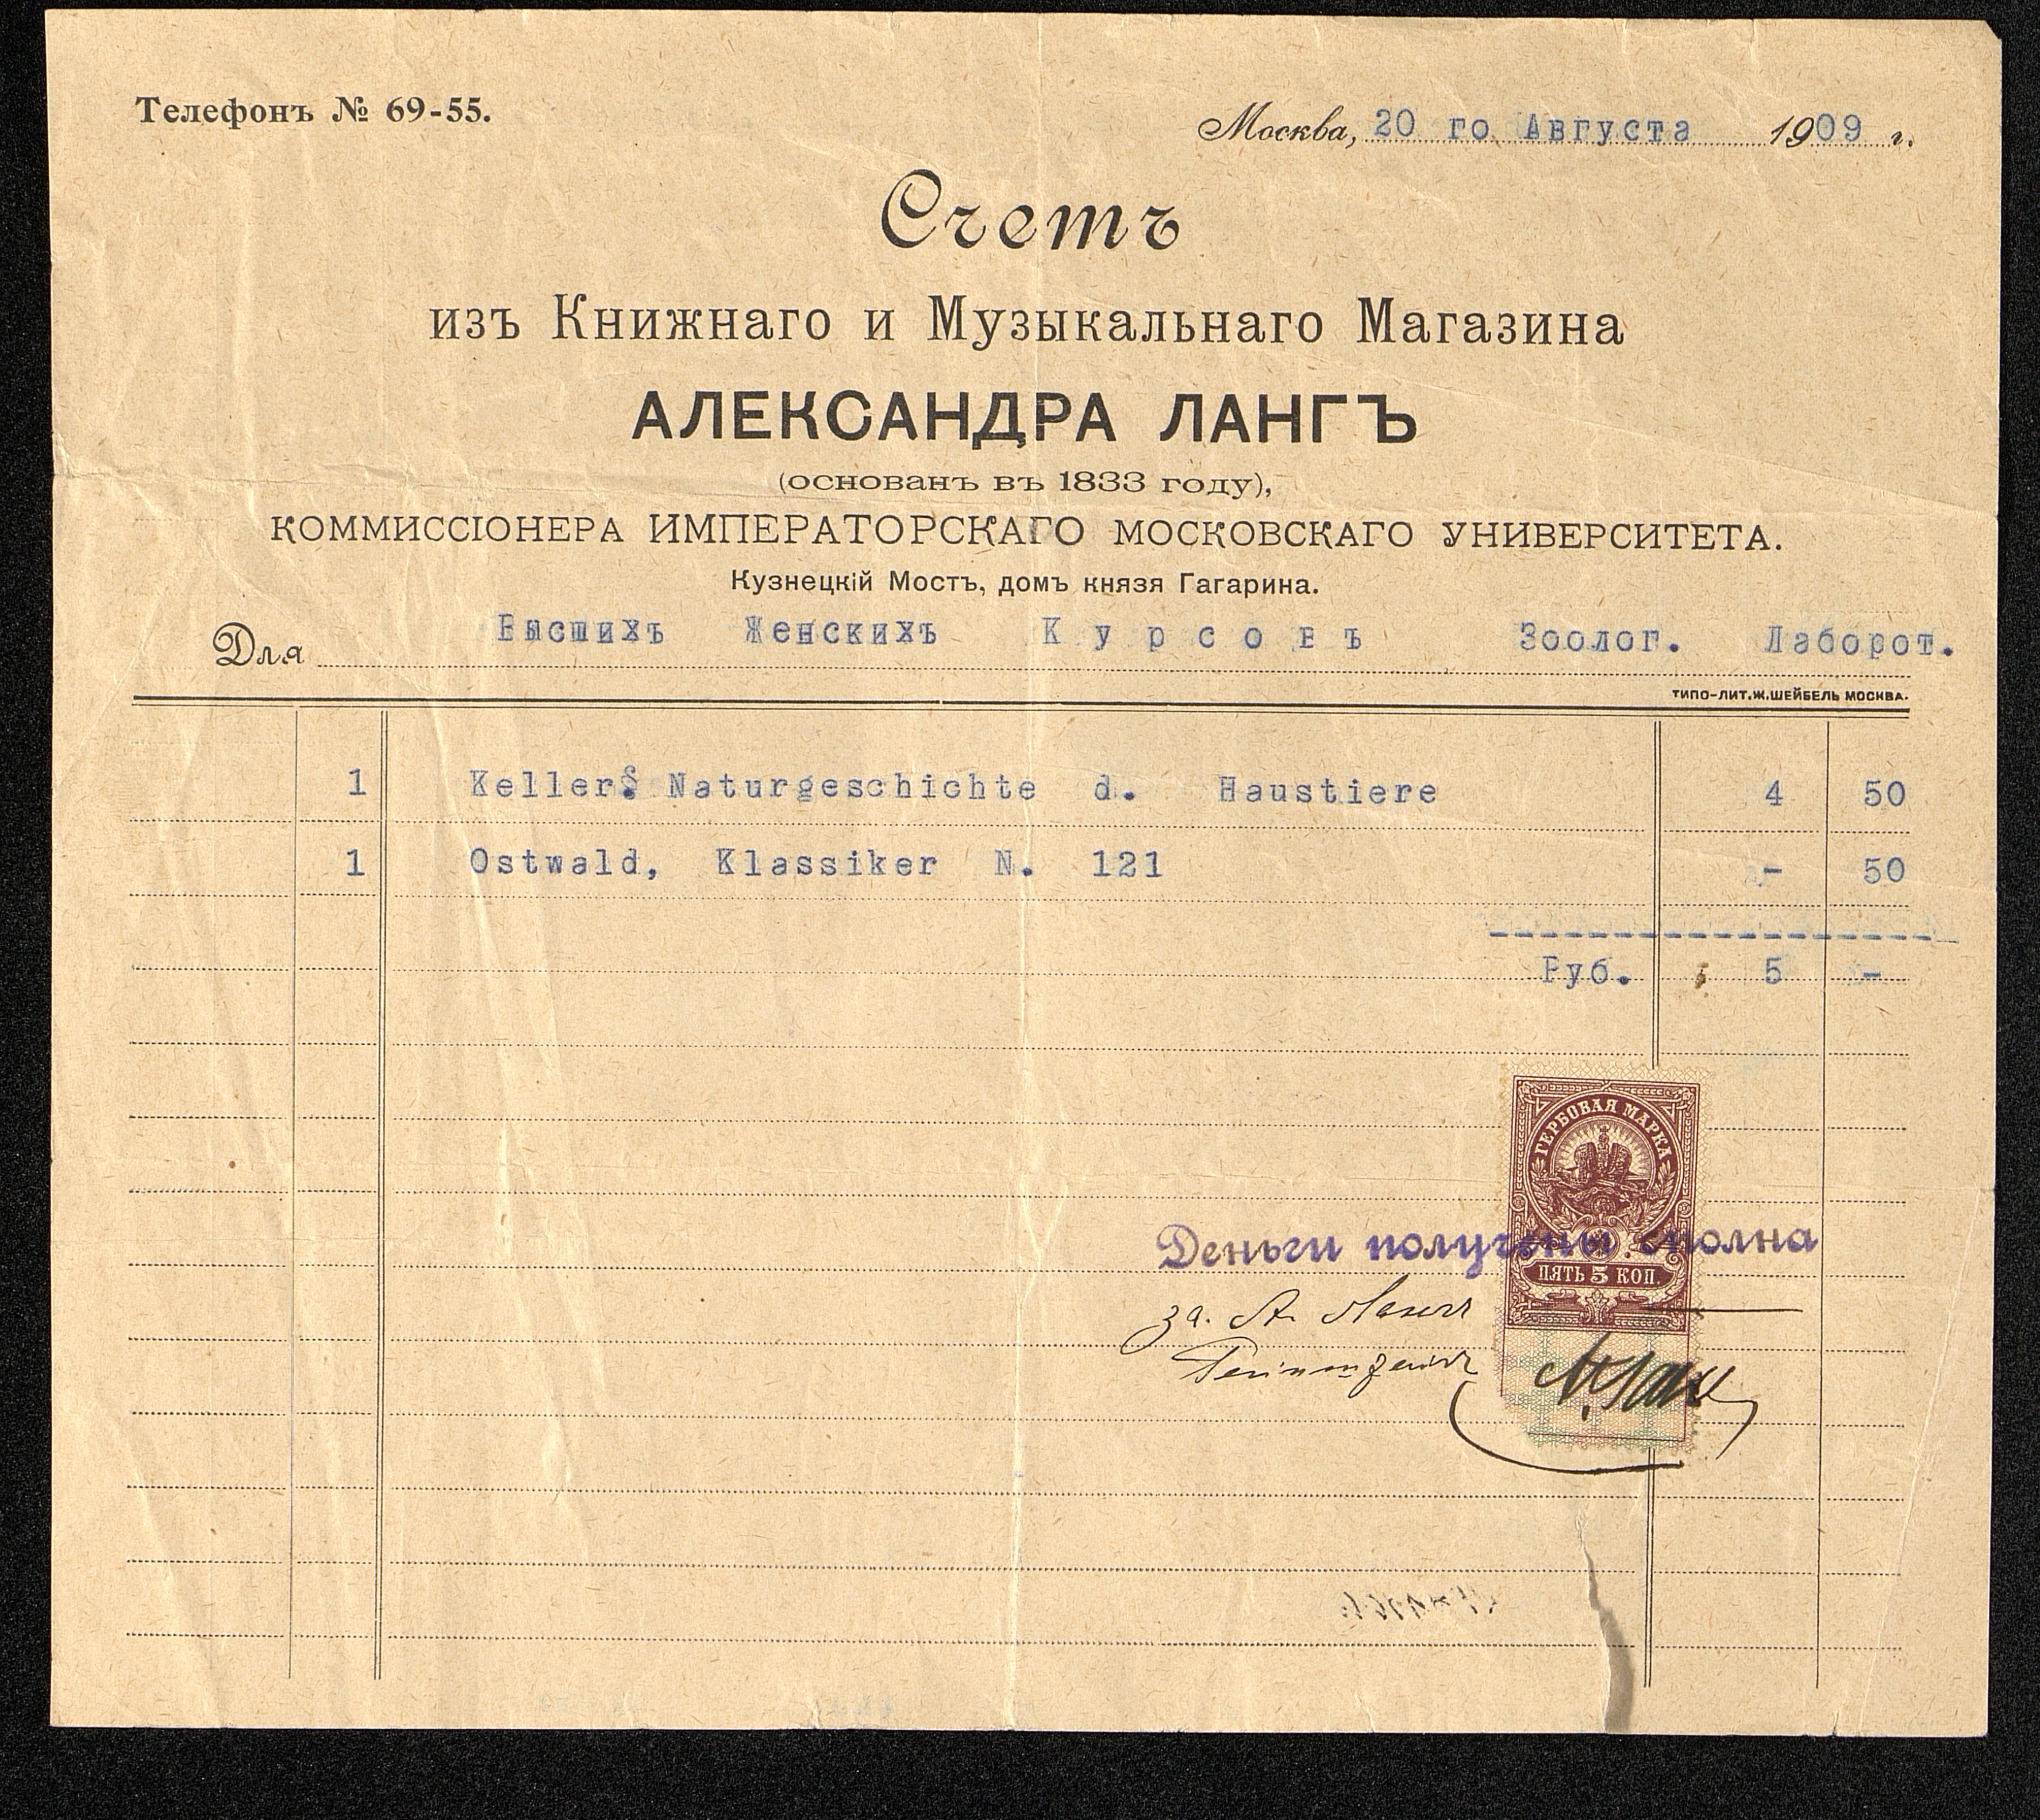 Телефонъ № 69-55.
Москва, 20 го Августа 1909 г.
Счетъ
изъ Книжнаго и Музыкальнаго Магазина
АЛЕКСАНДРА ЛАНГЪ
(основанъ въ 1833 году),
КОММИССІОНЕРА ИМПЕРАТОРСКАГО МОСКОВСКАГО УНИВЕРСИТЕТА.
Кузнецкій Мостъ, домъ князя Гагарина.
Для Высшихъ Женскихъ Курсовъ Зоолог. Лаборот.
ТИПО-ЛИТ.Ж.ШЕЙБЕЛЬ МОСКВА.
1 Keller, Naturgeschichte d. Haustiere 4 50
1 Ostwald, Klassiker N. 121 - 50
Руб. 5 -
ГЕРБОВАЯ МАРКА
Деньги получены сполна
ПЯТЬ 5 КОП.
за. А. Лангъ